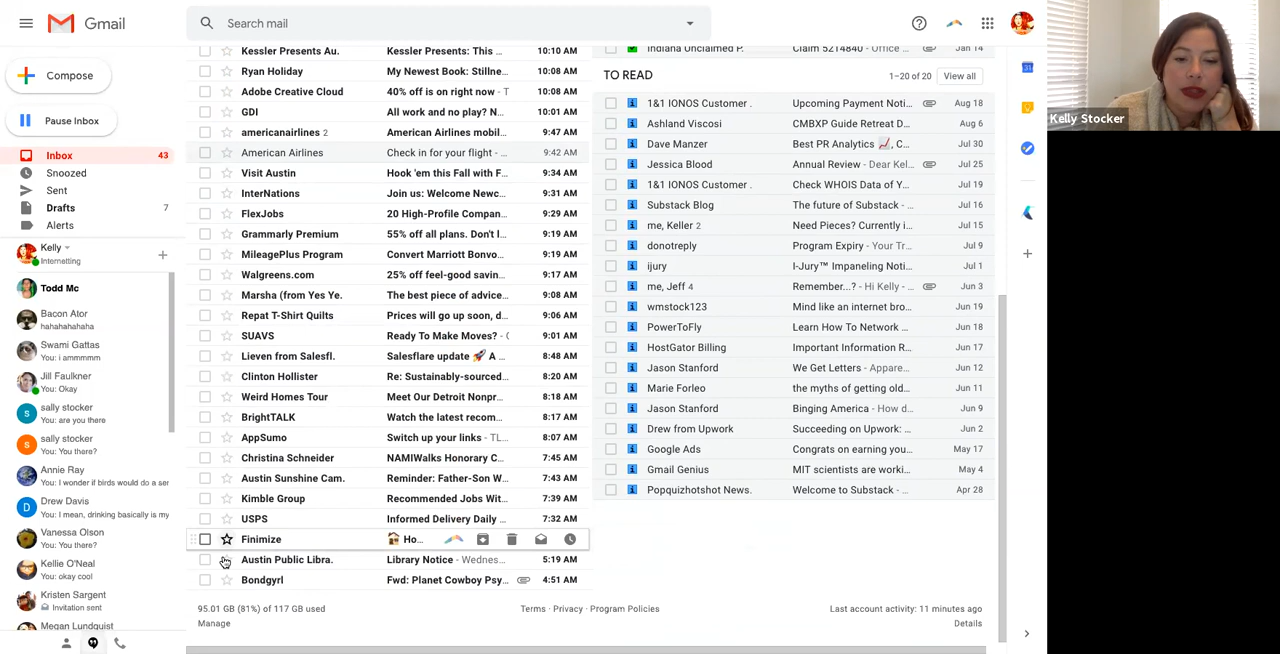 Gmail
Search mail
Compose
Pause Inbox
Inbox 43
Snoozed
Sent
Drafts 7
Alerts
Kelly
Internetting
Todd Mc
Bacon Ator
hahahahahaha
Swami Gattas
You: i ammmmm
Jill Faulkner
You: Okay
sally stocker
You: are you there
sally stocker
You: You there?
Annie Ray
You: I wonder if birds would do a ser
Drew Davis
You: I mean, drinking basically is my
Vanessa Olson
You: You there?
Kellie O'Neal
You: okay cool
Kristen Sargent
Invitation sent
Megan Lundquist
Kessler Presents Au. Kessler Presents: This ... 10:10 AM
Ryan Holiday My Newest Book: Stillne... 10:08 AM
Adobe Creative Cloud 40% off is on right now - T 10:08 AM
GDI All work and no play? N... 10:01 AM
americanairlines 2 American Airlines mobil... 9:47 AM
American Airlines Check in for your flight - ... 9:42 AM
Visit Austin Hook 'em this Fall with F... 9:34 AM
InterNations Join us: Welcome Newc... 9:31 AM
FlexJobs 20 High-Profile Compan... 9:29 AM
Grammarly Premium 55% off all plans. Don't l... 9:19 AM
MileagePlus Program Convert Marriott Bonvo... 9:19 AM
Walgreens.com 25% off feel-good savin... 9:17 AM
Marsha (from Yes Ye. The best piece of advice... 9:08 AM
Repat T-Shirt Quilts Prices will go up soon, d... 9:06 AM
SUAVS Ready To Make Moves? - ( 9:01 AM
Lieven from Salesfl. Salesflare update 🚀 A ... 8:48 AM
Clinton Hollister Re: Sustainably-sourced... 8:20 AM
Weird Homes Tour Meet Our Detroit Nonpr... 8:18 AM
BrightTALK Watch the latest recom... 8:17 AM
AppSumo Switch up your links - TL... 8:07 AM
Christina Schneider NAMIWalks Honorary C... 7:45 AM
Austin Sunshine Cam. Reminder: Father-Son W... 7:43 AM
Kimble Group Recommended Jobs Wit... 7:39 AM
USPS Informed Delivery Daily ... 7:32 AM
Finimize 🏠 Ho...
Austin Public Libra. Library Notice - Wednes... 5:19 AM
Bondgyrl Fwd: Planet Cowboy Psy... 4:51 AM
Indiana Unclaimed P. Claim 5214840 - Office ... Jan 14
TO READ 1–20 of 20 View all
1&1 IONOS Customer . Upcoming Payment Noti... Aug 18
Ashland Viscosi CMBXP Guide Retreat D... Aug 6
Dave Manzer Best PR Analytics 📈, C... Jul 30
Jessica Blood Annual Review - Dear Kel... Jul 25
1&1 IONOS Customer . Check WHOIS Data of Y... Jul 19
Substack Blog The future of Substack - ... Jul 16
me, Keller 2 Need Pieces? Currently i... Jul 15
donotreply Program Expiry - Your Tr... Jul 9
ijury I-Jury™ Impaneling Noti... Jul 1
me, Jeff 4 Remember...? - Hi Kelly - ... Jun 3
wmstock123 Mind like an internet bro... Jun 19
PowerToFly Learn How To Network ... Jun 18
HostGator Billing Important Information R... Jun 17
Jason Stanford We Get Letters - Appare... Jun 12
Marie Forleo the myths of getting old... Jun 11
Jason Stanford Binging America - How d... Jun 9
Drew from Upwork Succeeding on Upwork: ... Jun 2
Google Ads Congrats on earning you... May 17
Gmail Genius MIT scientists are worki... May 4
Popquizhotshot News. Welcome to Substack - ... Apr 28
95.01 GB (81%) of 117 GB used
Manage
Terms · Privacy · Program Policies
Last account activity: 11 minutes ago
Details
31
Kelly Stocker